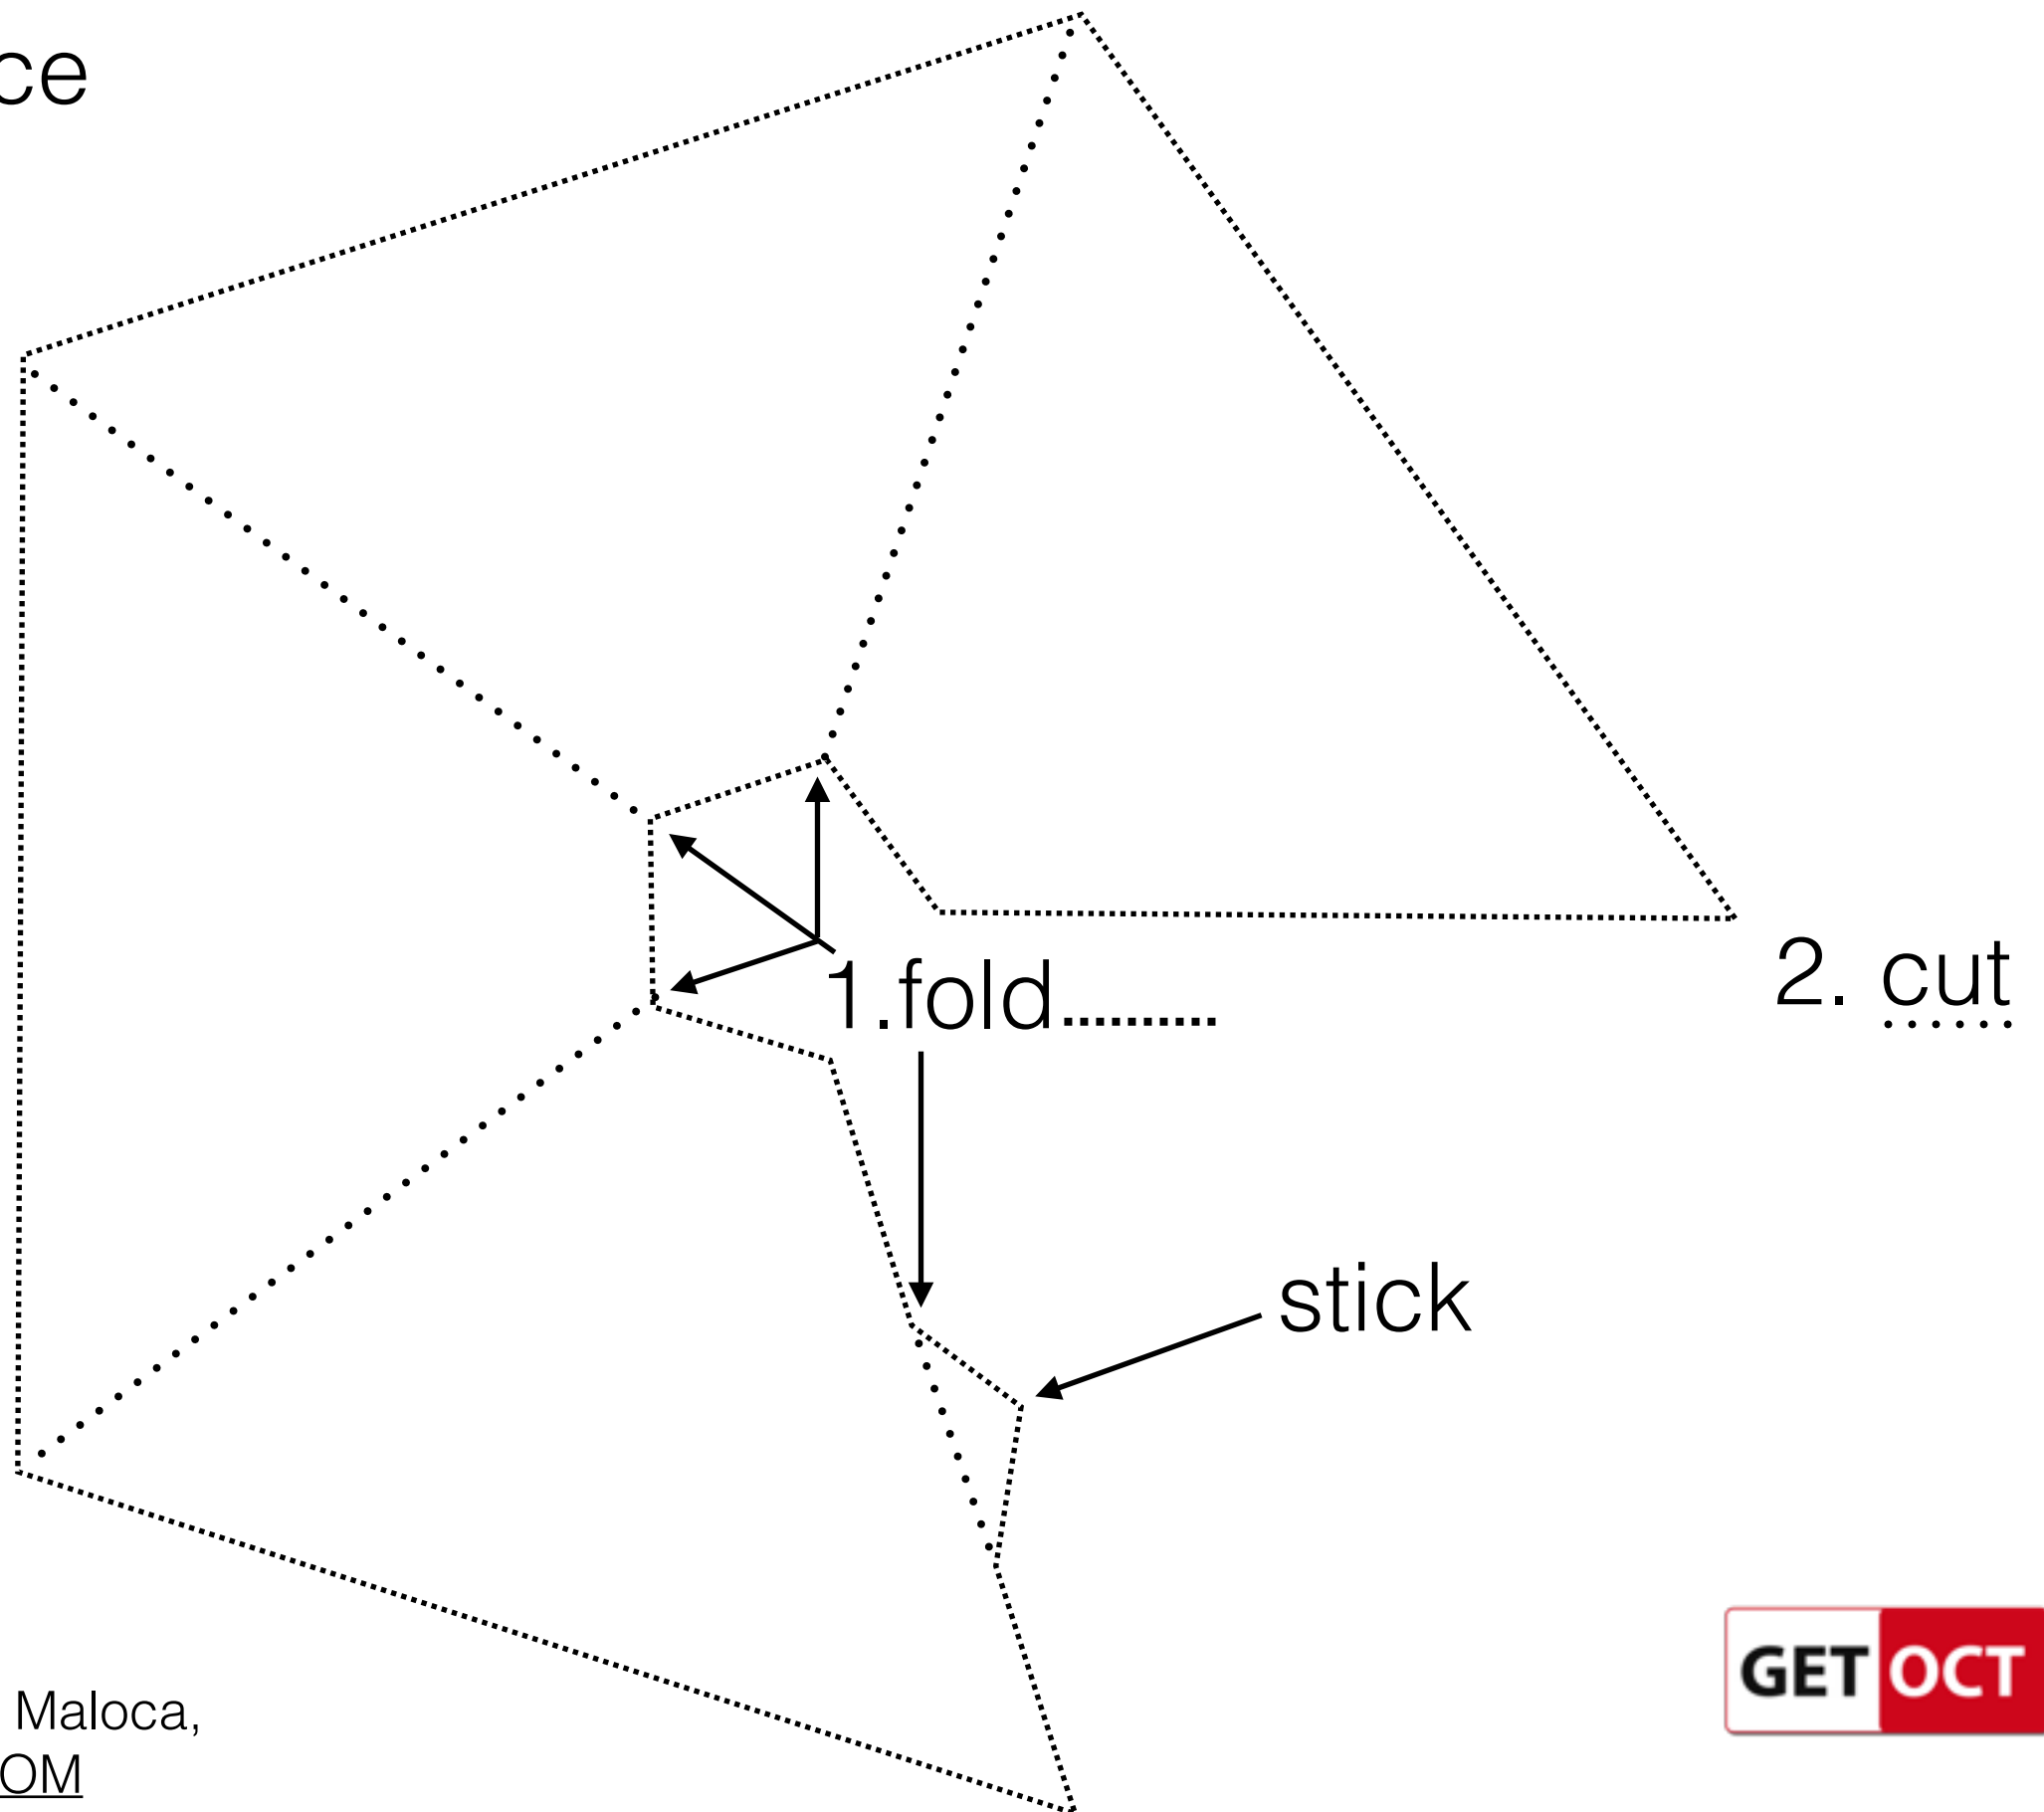 ce
1.fold..........
2. cut
stick
GET OCT
Maloca,
OM